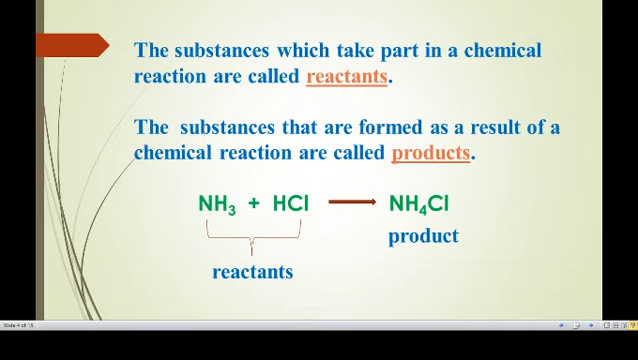 The substances which take part in a chemical
reaction are called reactants.
The substances that are formed as a result of a
chemical reaction are called products.
NH₃ + HCl ⟶ NH₄Cl
product
reactants
Slide 4 of 15